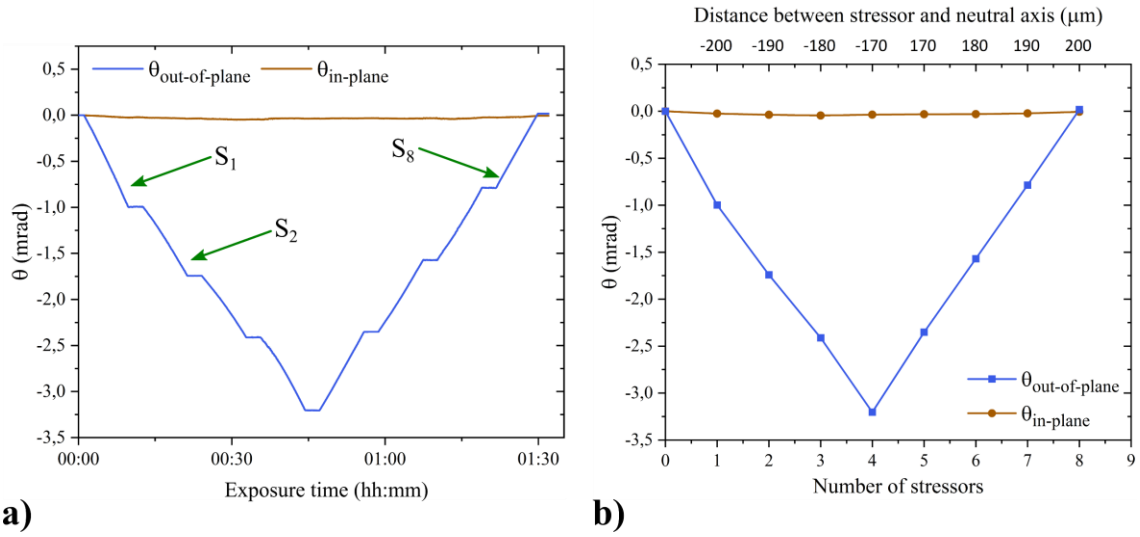 Distance between stressor and neutral axis (μm)
-200 -190 -180 -170 170 180 190 200
0,5
0,0
-0,5
-1,0
-1,5
-2,0
-2,5
-3,0
-3,5
θ (mrad)
θout-of-plane θin-plane
S1
S2
S8
00:00 00:30 01:00 01:30
Exposure time (hh:mm)
a)
0,5
0,0
-0,5
-1,0
-1,5
-2,0
-2,5
-3,0
-3,5
θ (mrad)
θout-of-plane
θin-plane
0 1 2 3 4 5 6 7 8 9
Number of stressors
b)